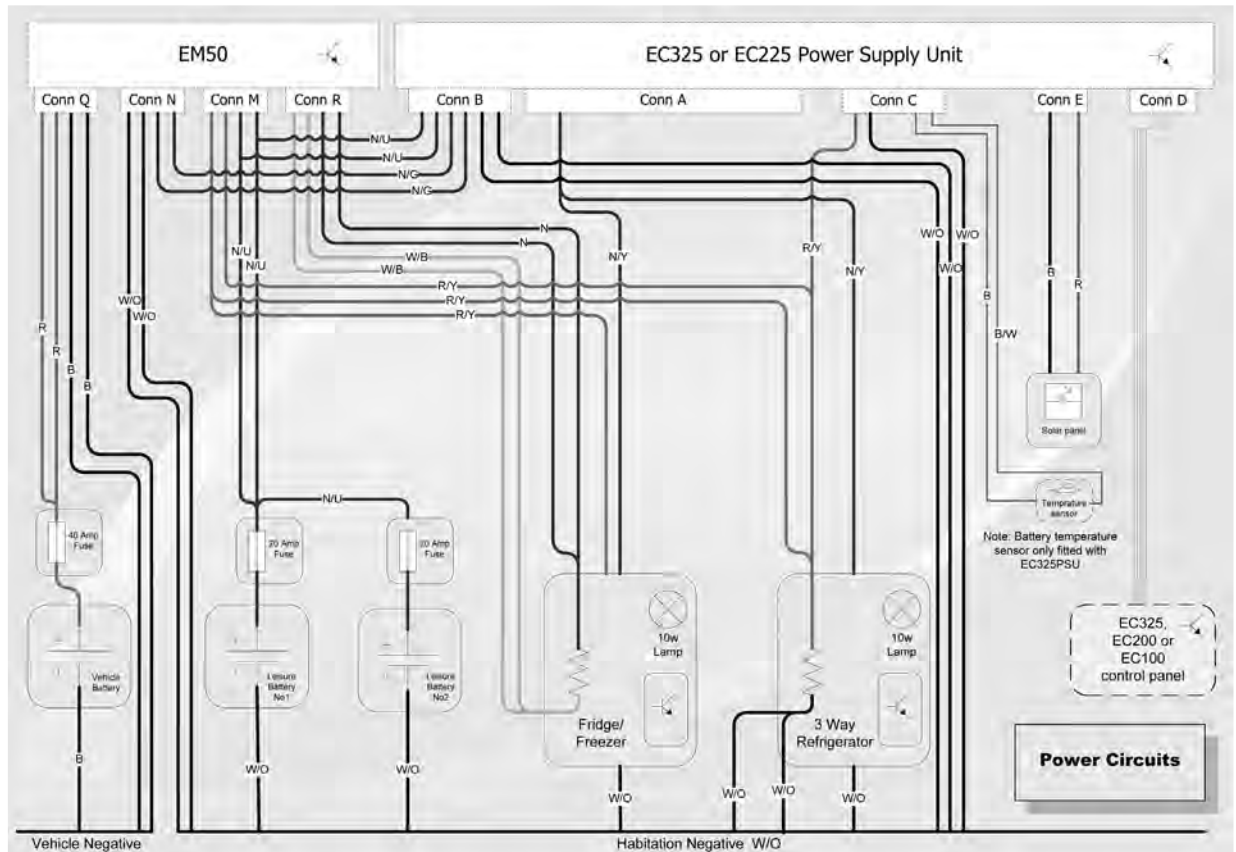 EM50
EC325 or EC225 Power Supply Unit
Conn Q
Conn N
Conn M
Conn R
Conn B
Conn A
Conn C
Conn E
Conn D
N/U
N/U
N/G
N/G
N
N
W/B
W/B
R/Y
R/Y
R/Y
N/U
N/U
W/O
W/O
R
R
B
B
N/Y
R/Y
N/Y
W/O
W/O
W/O
B
B/W
B
R
Solar panel
Temprature
sensor
Note: Battery temperature
sensor only fitted with
EC325PSU
N/U
40 Amp
Fuse
20 Amp
Fuse
20 Amp
Fuse
Vehicle
Battery
Leisure
Battery
No1
Leisure
Battery
No2
10w
Lamp
Fridge/
Freezer
10w
Lamp
3 Way
Refrigerator
EC325,
EC200 or
EC100
control panel
Power Circuits
B
W/O
W/O
W/O
W/O
W/O
W/O
Vehicle Negative
Habitation Negative W/O